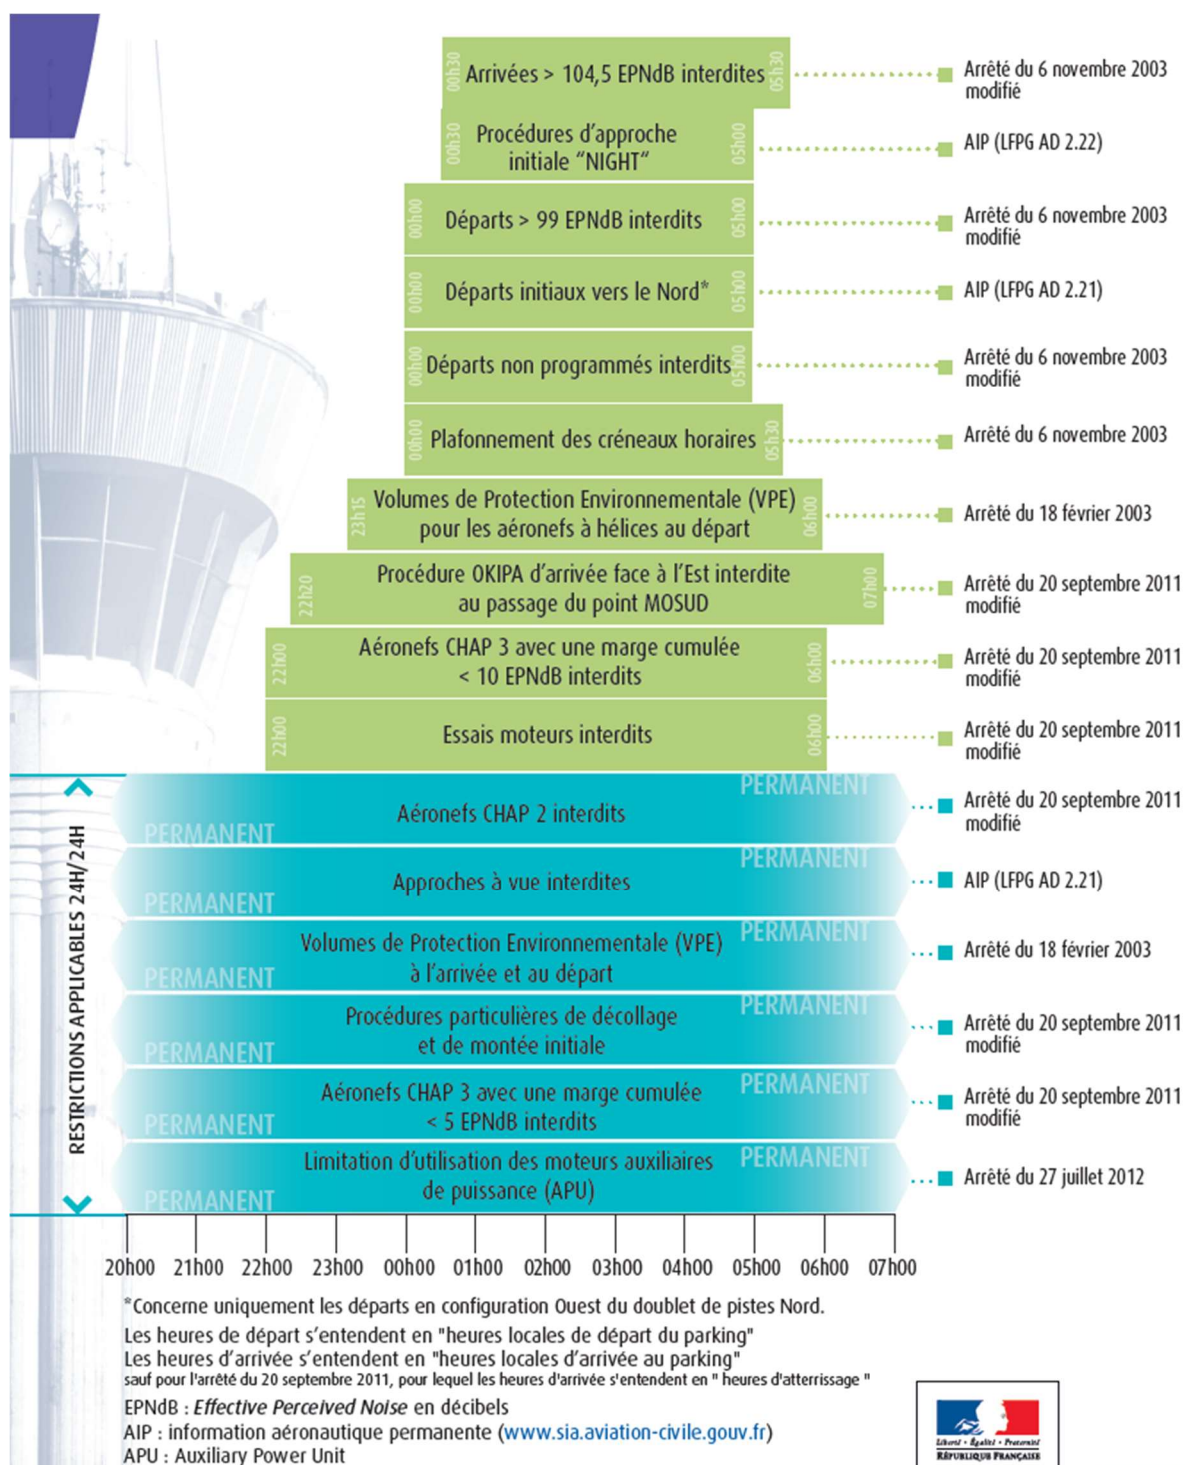 00h30 Arrivées > 104,5 EPNdB interdites 05h30 Arrêté du 6 novembre 2003
modifié
00h30 Procédures d'approche
initiale “NIGHT“ 05h00 AIP (LFPG AD 2.22)
00h00 Départs > 99 EPNdB interdits 05h00 Arrêté du 6 novembre 2003
modifié
00h00 Départs initiaux vers le Nord* 05h00 AIP (LFPG AD 2.21)
00h00 Départs non programmés interdits 05h00 Arrêté du 6 novembre 2003
modifié
00h00 Plafonnement des créneaux horaires 05h30 Arrêté du 6 novembre 2003
23h15 Volumes de Protection Environnementale (VPE)
pour les aéronefs à hélices au départ 06h00 Arrêté du 18 février 2003
22h20 Procédure OKIPA d'arrivée face à l'Est interdite
au passage du point MOSUD 07h00 Arrêté du 20 septembre 2011
modifié
22h00 Aéronefs CHAP 3 avec une marge cumulée
< 10 EPNdB interdits 06h00 Arrêté du 20 septembre 2011
modifié
22h00 Essais moteurs interdits 06h00 Arrêté du 20 septembre 2011
modifié
RESTRICTIONS APPLICABLES 24H/24H
PERMANENT Aéronefs CHAP 2 interdits PERMANENT Arrêté du 20 septembre 2011
modifié
PERMANENT Approches à vue interdites PERMANENT AIP (LFPG AD 2.21)
PERMANENT Volumes de Protection Environnementale (VPE)
à l'arrivée et au départ PERMANENT Arrêté du 18 février 2003
PERMANENT Procédures particulières de décollage
et de montée initiale PERMANENT Arrêté du 20 septembre 2011
modifié
PERMANENT Aéronefs CHAP 3 avec une marge cumulée
< 5 EPNdB interdits PERMANENT Arrêté du 20 septembre 2011
modifié
PERMANENT Limitation d'utilisation des moteurs auxiliaires
de puissance (APU) PERMANENT Arrêté du 27 juillet 2012
20h00 21h00 22h00 23h00 00h00 01h00 02h00 03h00 04h00 05h00 06h00 07h00
*Concerne uniquement les départs en configuration Ouest du doublet de pistes Nord.
Les heures de départ s'entendent en "heures locales de départ du parking"
Les heures d'arrivée s'entendent en "heures locales d'arrivée au parking"
sauf pour l'arrêté du 20 septembre 2011, pour lequel les heures d'arrivée s'entendent en " heures d'atterrissage "
EPNdB : Effective Perceived Noise en décibels
AIP : information aéronautique permanente (www.sia.aviation-civile.gouv.fr)
APU : Auxiliary Power Unit
Liberté • Égalité • Fraternité
RÉPUBLIQUE FRANÇAISE